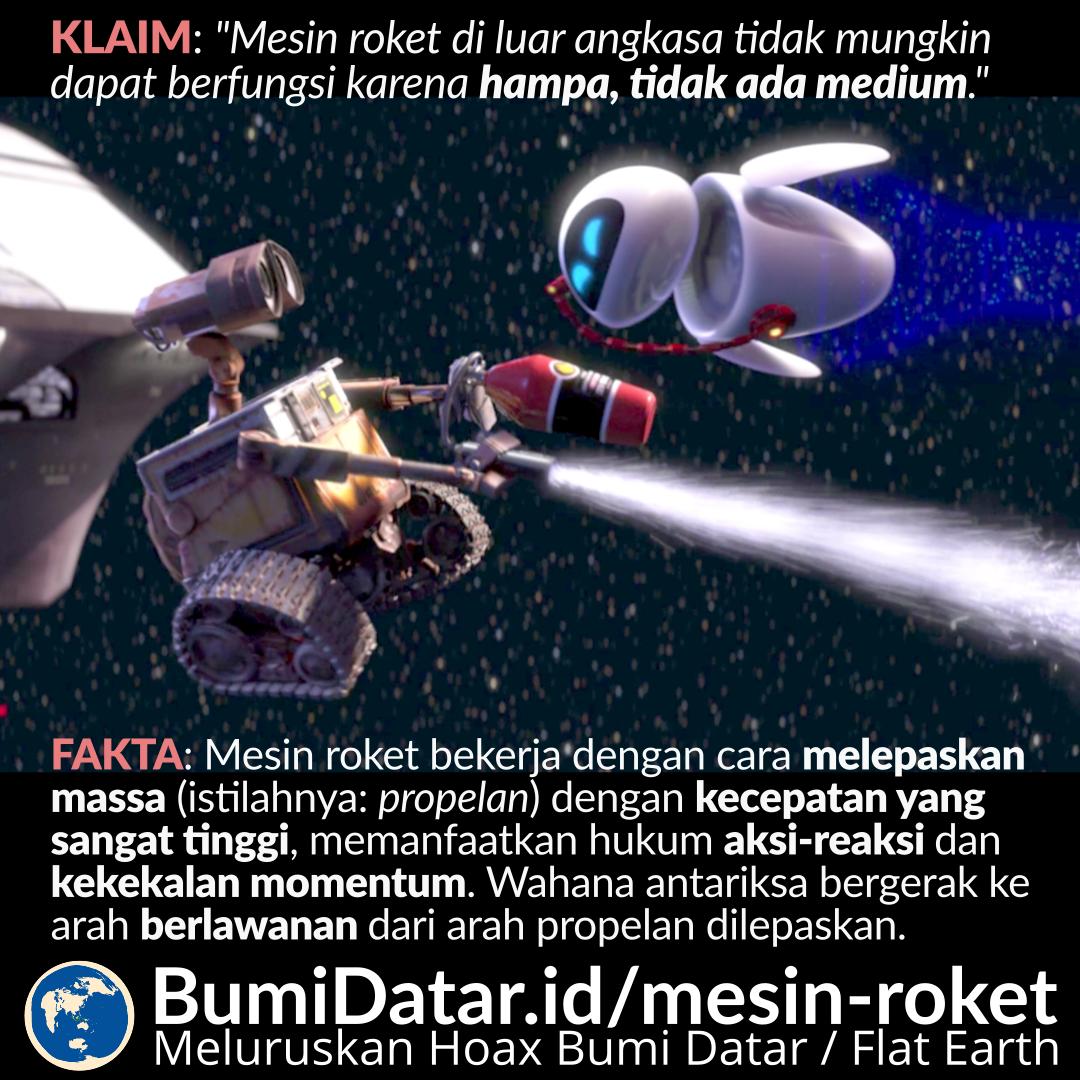 KLAIM: "Mesin roket di luar angkasa tidak mungkin
dapat berfungsi karena hampa, tidak ada medium."
FAKTA: Mesin roket bekerja dengan cara melepaskan
massa (istilahnya: propelan) dengan kecepatan yang
sangat tinggi, memanfaatkan hukum aksi-reaksi dan
kekekalan momentum. Wahana antariksa bergerak ke
arah berlawanan dari arah propelan dilepaskan.
BumiDatar.id/mesin-roket
Meluruskan Hoax Bumi Datar / Flat Earth